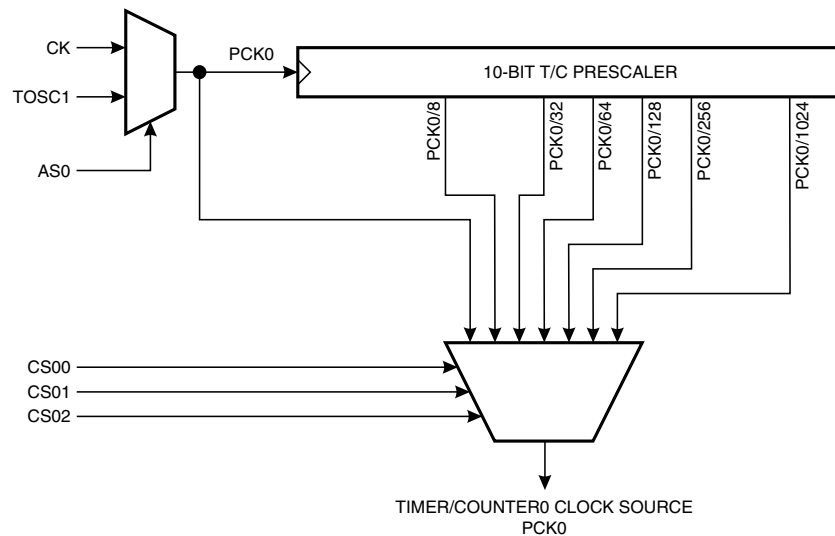 CK
PCK0
10-BIT T/C PRESCALER
TOSC1
PCK0/8
PCK0/32
PCK0/64
PCK0/128
PCK0/256
PCK0/1024
AS0
CS00
CS01
CS02
TIMER/COUNTER0 CLOCK SOURCE
PCK0